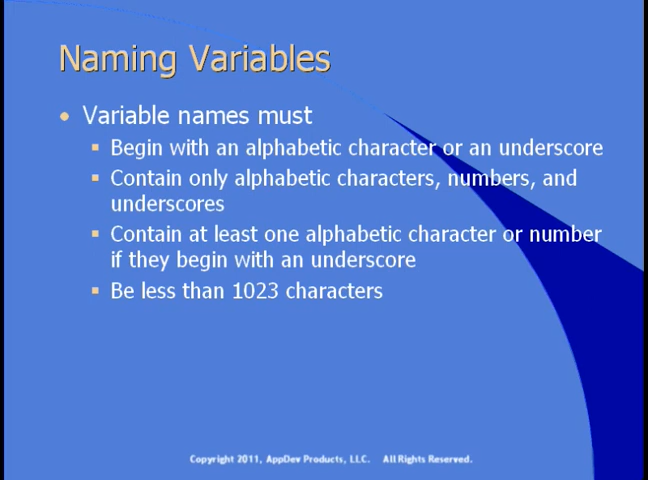 Naming Variables
• Variable names must
▪ Begin with an alphabetic character or an underscore
▪ Contain only alphabetic characters, numbers, and
underscores
▪ Contain at least one alphabetic character or number
if they begin with an underscore
▪ Be less than 1023 characters
Copyright 2011, AppDev Products, LLC. All Rights Reserved.